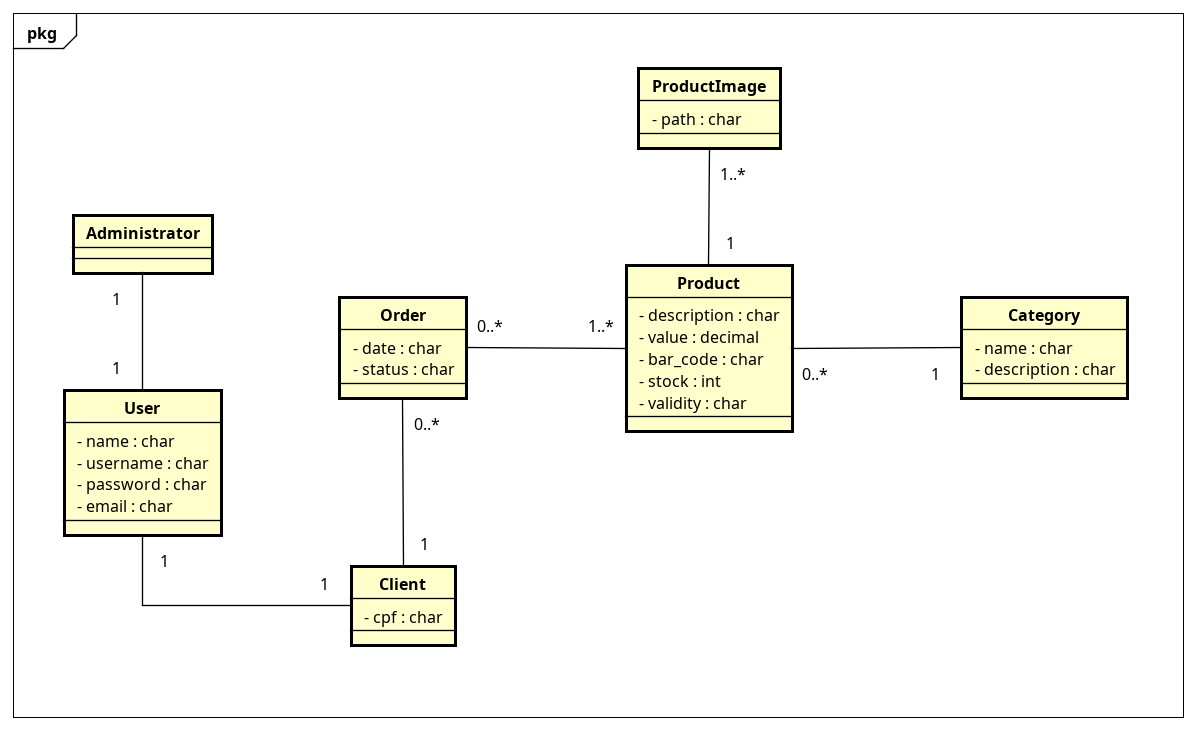 pkg
ProductImage
- path : char
1..*
1
Administrator
1
1
User
- name : char
- username : char
- password : char
- email : char
1
1
Order
- date : char
- status : char
0..*
1..*
0..*
1
Client
- cpf : char
Product
- description : char
- value : decimal
- bar_code : char
- stock : int
- validity : char
0..*
1
Category
- name : char
- description : char